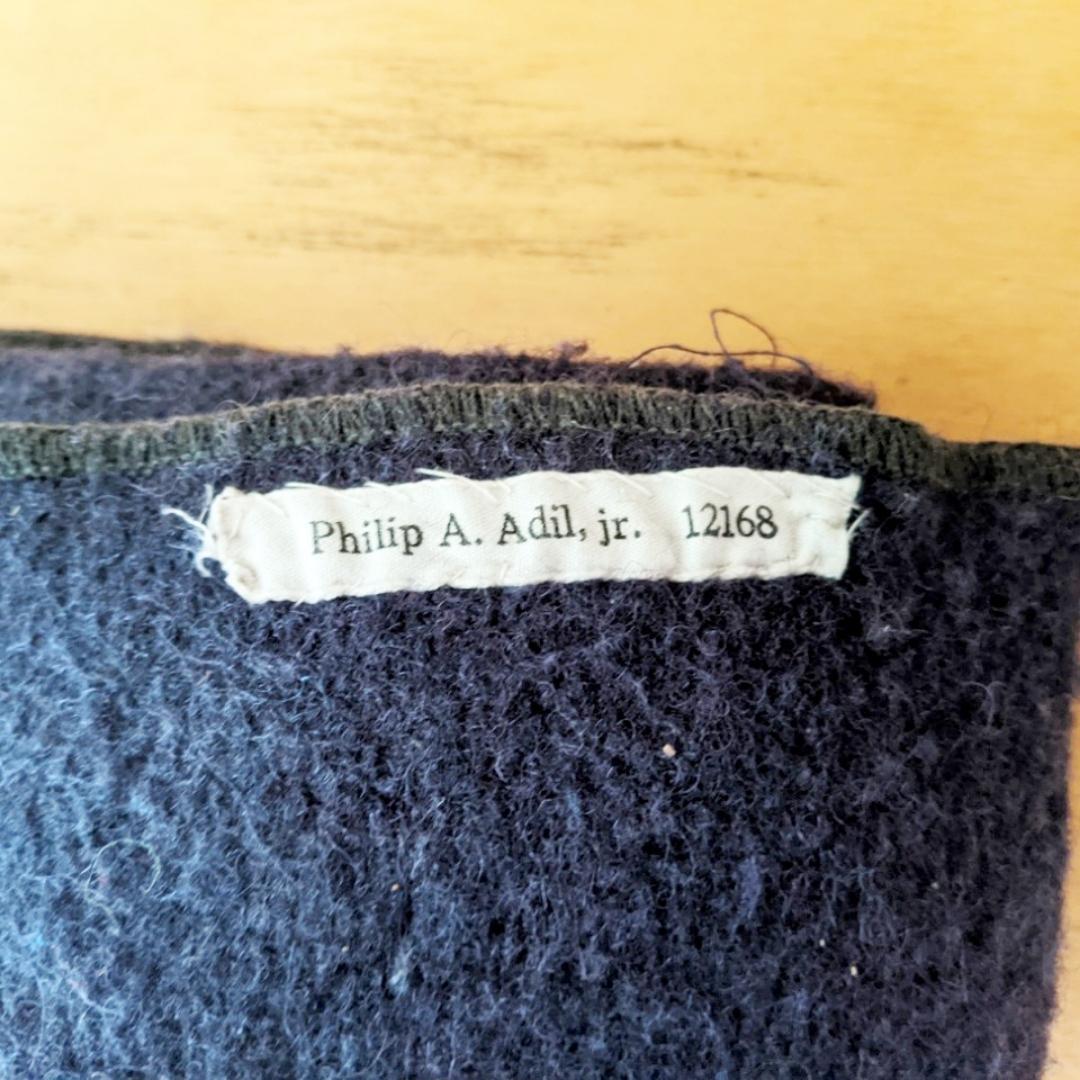 Philip A. Adil, jr. 12168